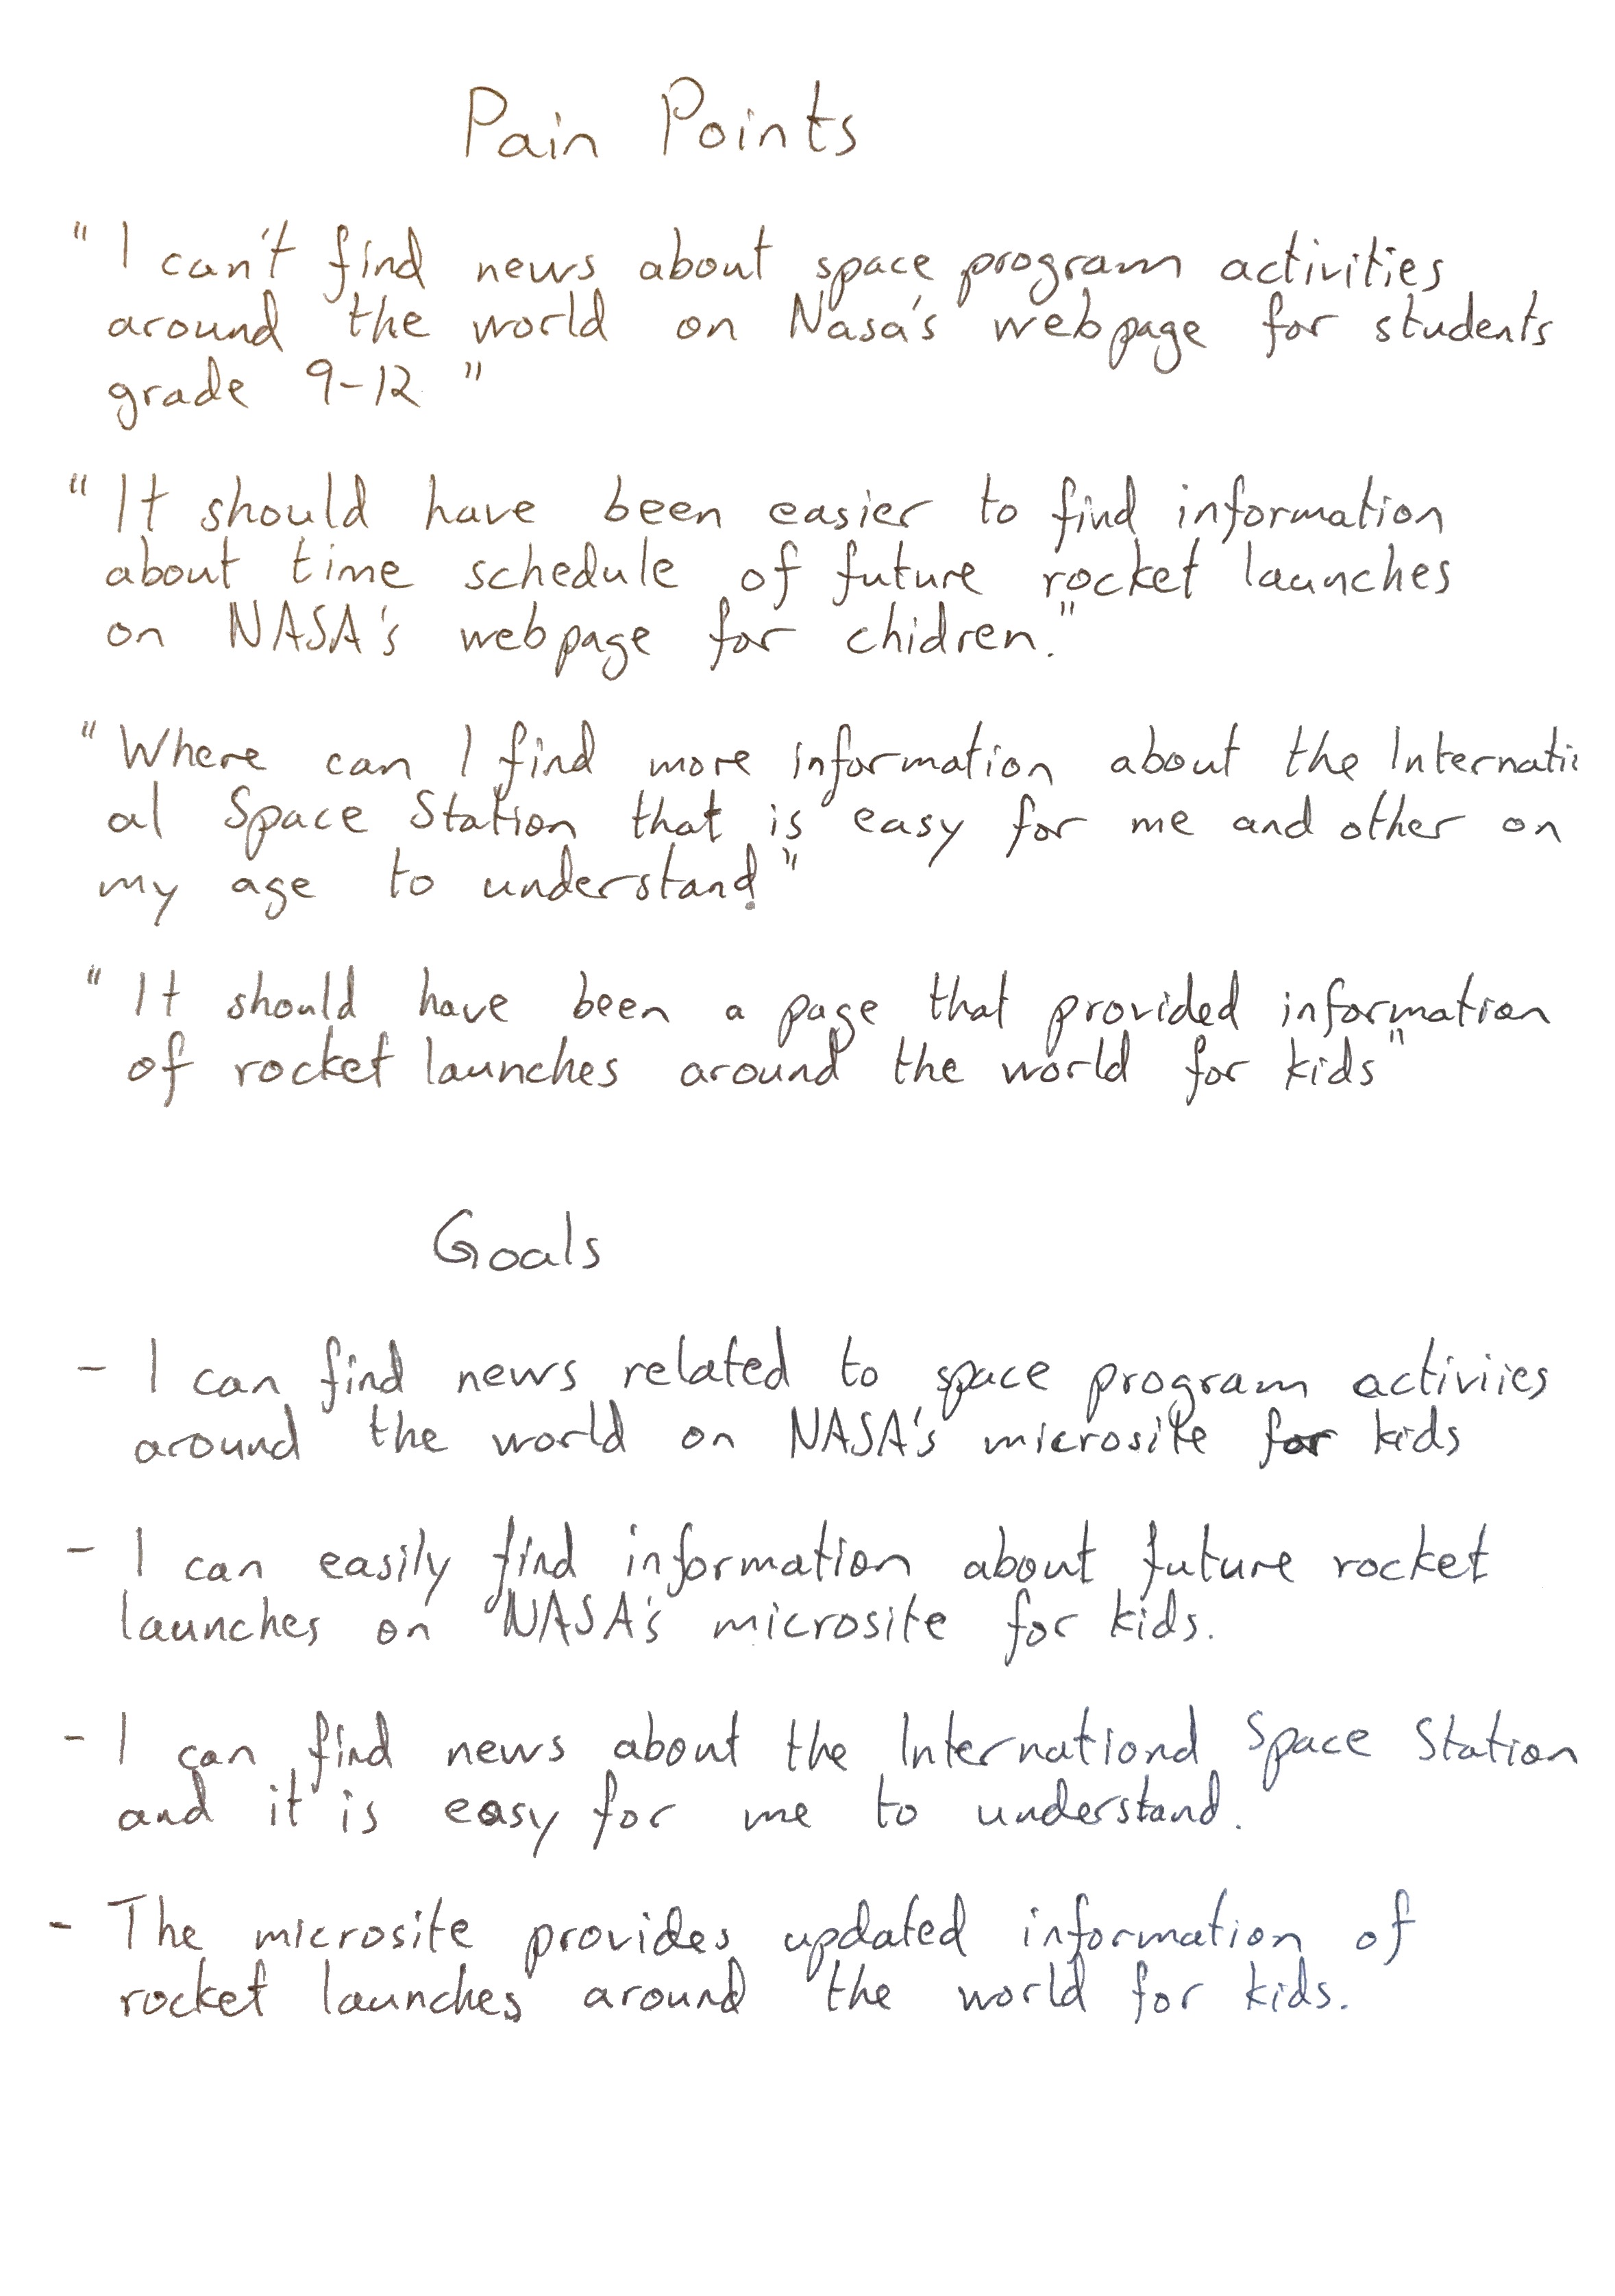 Pain Points
" I can't find news about space program activities
around the world on Nasa's webpage for students
grade 9-12 "
" It should have been easier to find information
about time schedule of future rocket launches
on NASA's webpage for chidren."
" Where can I find more information about the Internati
al Space Station that is easy for me and other on
my age to understand."
" It should have been a page that provided information
of rocket launches around the world for kids"
Goals
- I can find news related to space program activiies
around the world on NASA's microsite for kids
- I can easily find information about future rocket
launches on NASA's microsite for kids.
- I can find news about the International Space Station
and it is easy for me to understand.
- The microsite provides updated information of
rocket launches around the world for kids.